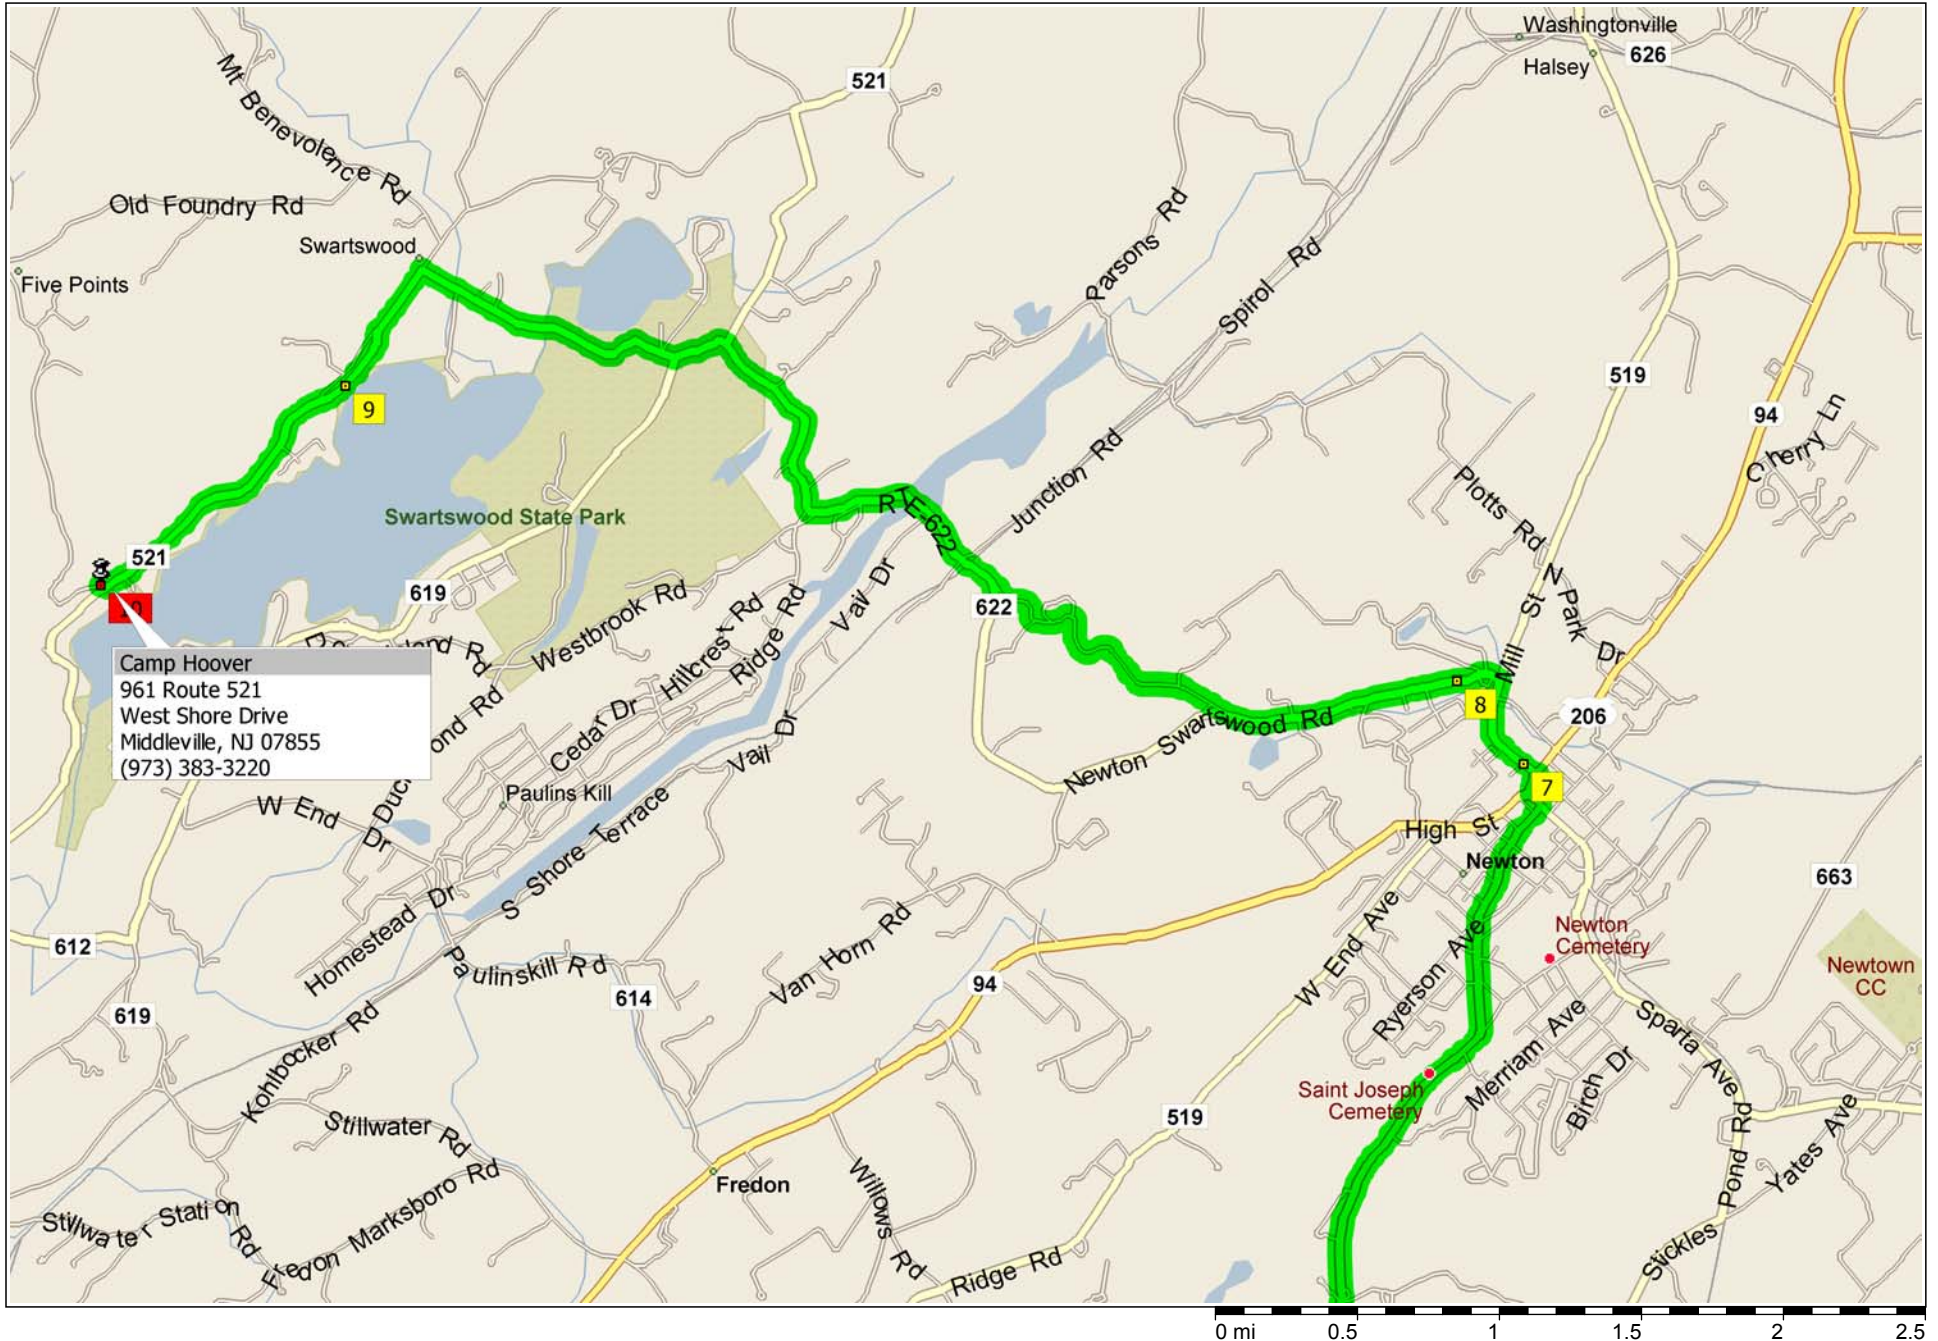 Washingtonville
626
Halsey
521
Mt Benevolence Rd
Old Foundry Rd
Swartswood
Five Points
Parsons Rd
Spirol Rd
519
94
Cherry Ln
9
Junction Rd
Plotts Rd
RTE-622
Swartswood State Park
521
10
619
622
N Park Dr
Mill St
Westbrook Rd
Hillcrest Rd
Ridge Rd
Vail Dr
Camp Hoover
961 Route 521
West Shore Drive
Middleville, NJ 07855
(973) 383-3220
8
206
Newton Swartswood Rd
Cedar Dr
Vail Dr
7
W End Dr
Paulins Kill
S Shore Terrace
High St
Newton
663
Homestead Dr
Van Horn Rd
W End Ave
Ryerson Ave
Newton
Cemetery
Newtown
CC
612
Paulinskill Rd
614
94
619
Kohlbocker Rd
Sparta Ave
Merriam Ave
Birch Dr
Saint Joseph
Cemetery
519
Stillwater Rd
Pond Rd
Yates Ave
Fredon
Willows Rd
Stillwater Station Rd
Fredon Marksboro Rd
Ridge Rd
Stickles
0 mi 0.5 1 1.5 2 2.5